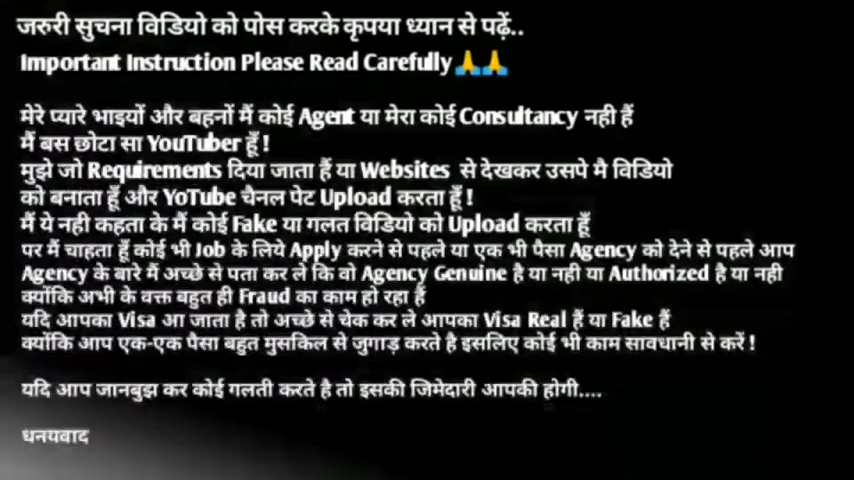 जरुरी सुचना विडियो को पोस करके कृपया ध्यान से पढ़ें..
Important Instruction Please Read Carefully🙏🙏
मेरे प्यारे भाइयों और बहनों मैं कोई Agent या मेरा कोई Consultancy नही हैं
मैं बस छोटा सा YouTuber हूँ !
मुझे जो Requirements दिया जाता हैं या Websites से देखकर उसपे मै विडियो
को बनाता हूँ और YoTube चैनल पेट Upload करता हूँ !
मैं ये नही कहता के मैं कोई Fake या गलत विडियो को Upload करता हूँ
पर मैं चाहता हूँ कोई भी Job के लिये Apply करने से पहले या एक भी पैसा Agency को देने से पहले आप
Agency के बारे मैं अच्छे से पता कर ले कि वो Agency Genuine है या नही या Authorized है या नही
क्योंकि अभी के वक्त बहुत ही Fraud का काम हो रहा हैं
यदि आपका Visa आ जाता है तो अच्छे से चेक कर ले आपका Visa Real हैं या Fake हैं
क्योंकि आप एक-एक पैसा बहुत मुसकिल से जुगाड़ करते है इसलिए कोई भी काम सावधानी से करें !
यदि आप जानबुझ कर कोई गलती करते है तो इसकी जिमेदारी आपकी होगी....
धनयवाद